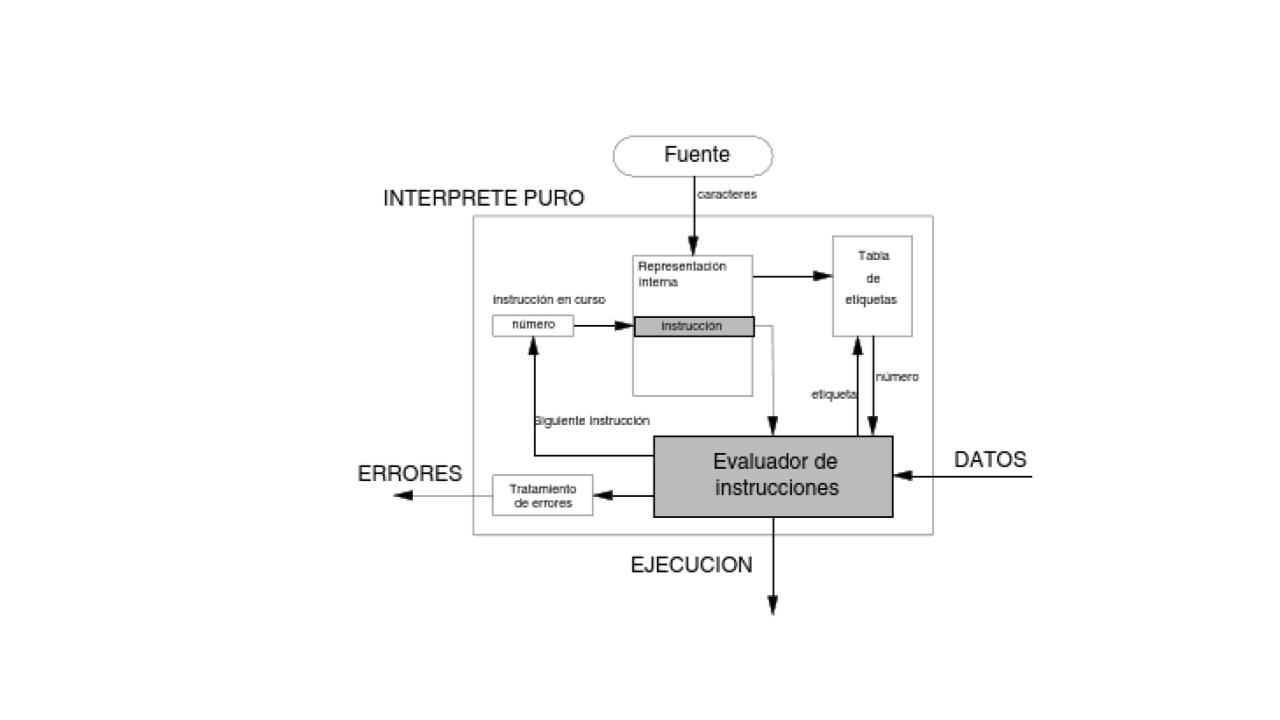 Fuente
caracteres
INTERPRETE PURO
Representación
interna
Tabla
de
etiquetas
instrucción en curso
número
instrucción
número
etiqueta
Siguiente instrucción
Evaluador de
instrucciones
DATOS
ERRORES
Tratamiento
de errores
EJECUCION